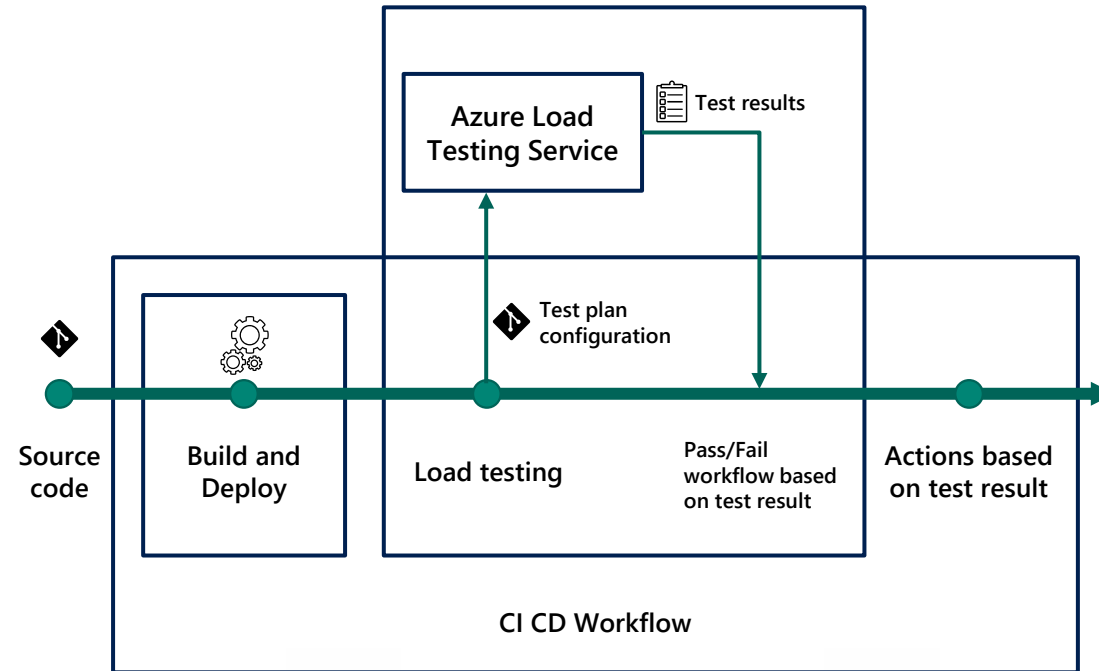 Azure Load
Testing Service
Test results
Test plan
configuration
Source
code
Build and
Deploy
Load testing
Pass/Fail
workflow based
on test result
Actions based
on test result
CI CD Workflow